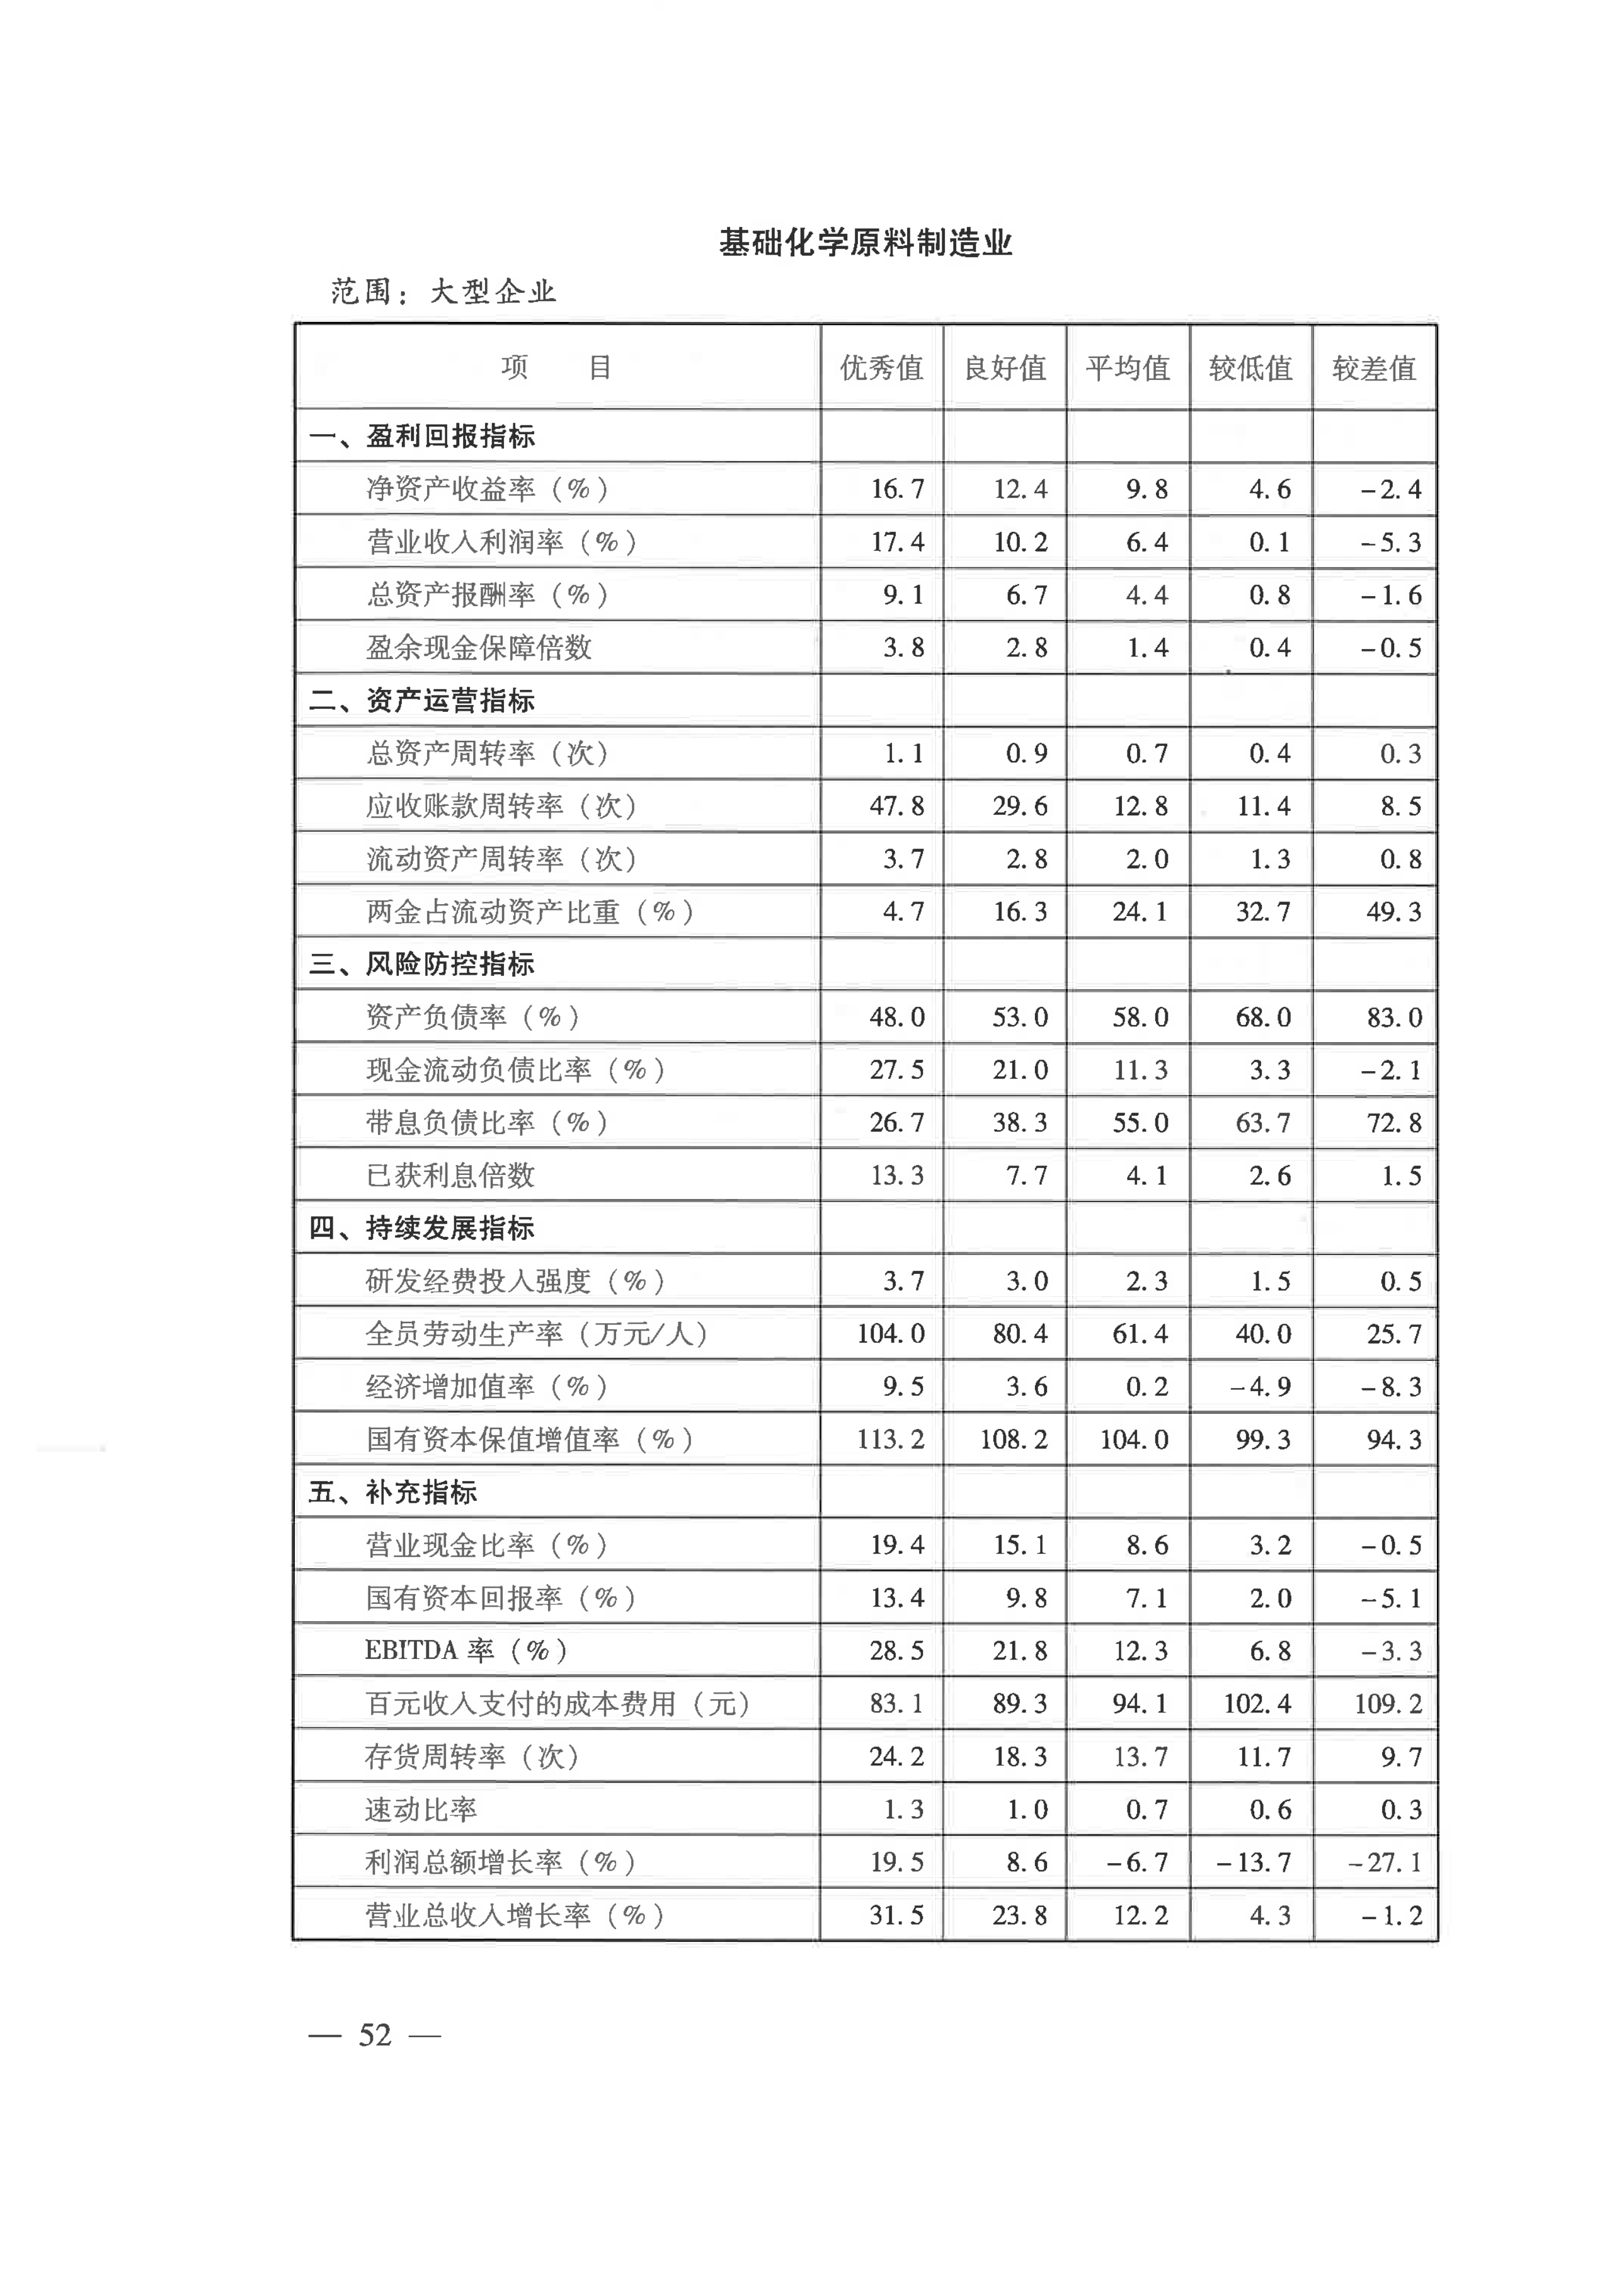 基础化学原料制造业
范围：大型企业
项 目 优秀值 良好值 平均值 较低值 较差值
一、盈利回报指标
净资产收益率（%） 16.7 12.4 9.8 4.6 -2.4
营业收入利润率（%） 17.4 10.2 6.4 0.1 -5.3
总资产报酬率（%） 9.1 6.7 4.4 0.8 -1.6
盈余现金保障倍数 3.8 2.8 1.4 0.4 -0.5
二、资产运营指标
总资产周转率（次） 1.1 0.9 0.7 0.4 0.3
应收账款周转率（次） 47.8 29.6 12.8 11.4 8.5
流动资产周转率（次） 3.7 2.8 2.0 1.3 0.8
两金占流动资产比重（%） 4.7 16.3 24.1 32.7 49.3
三、风险防控指标
资产负债率（%） 48.0 53.0 58.0 68.0 83.0
现金流动负债比率（%） 27.5 21.0 11.3 3.3 -2.1
带息负债比率（%） 26.7 38.3 55.0 63.7 72.8
已获利息倍数 13.3 7.7 4.1 2.6 1.5
四、持续发展指标
研发经费投入强度（%） 3.7 3.0 2.3 1.5 0.5
全员劳动生产率（万元/人） 104.0 80.4 61.4 40.0 25.7
经济增加值率（%） 9.5 3.6 0.2 -4.9 -8.3
国有资本保值增值率（%） 113.2 108.2 104.0 99.3 94.3
五、补充指标
营业现金比率（%） 19.4 15.1 8.6 3.2 -0.5
国有资本回报率（%） 13.4 9.8 7.1 2.0 -5.1
EBITDA 率（%） 28.5 21.8 12.3 6.8 -3.3
百元收入支付的成本费用（元） 83.1 89.3 94.1 102.4 109.2
存货周转率（次） 24.2 18.3 13.7 11.7 9.7
速动比率 1.3 1.0 0.7 0.6 0.3
利润总额增长率（%） 19.5 8.6 -6.7 -13.7 -27.1
营业总收入增长率（%） 31.5 23.8 12.2 4.3 -1.2
— 52 —